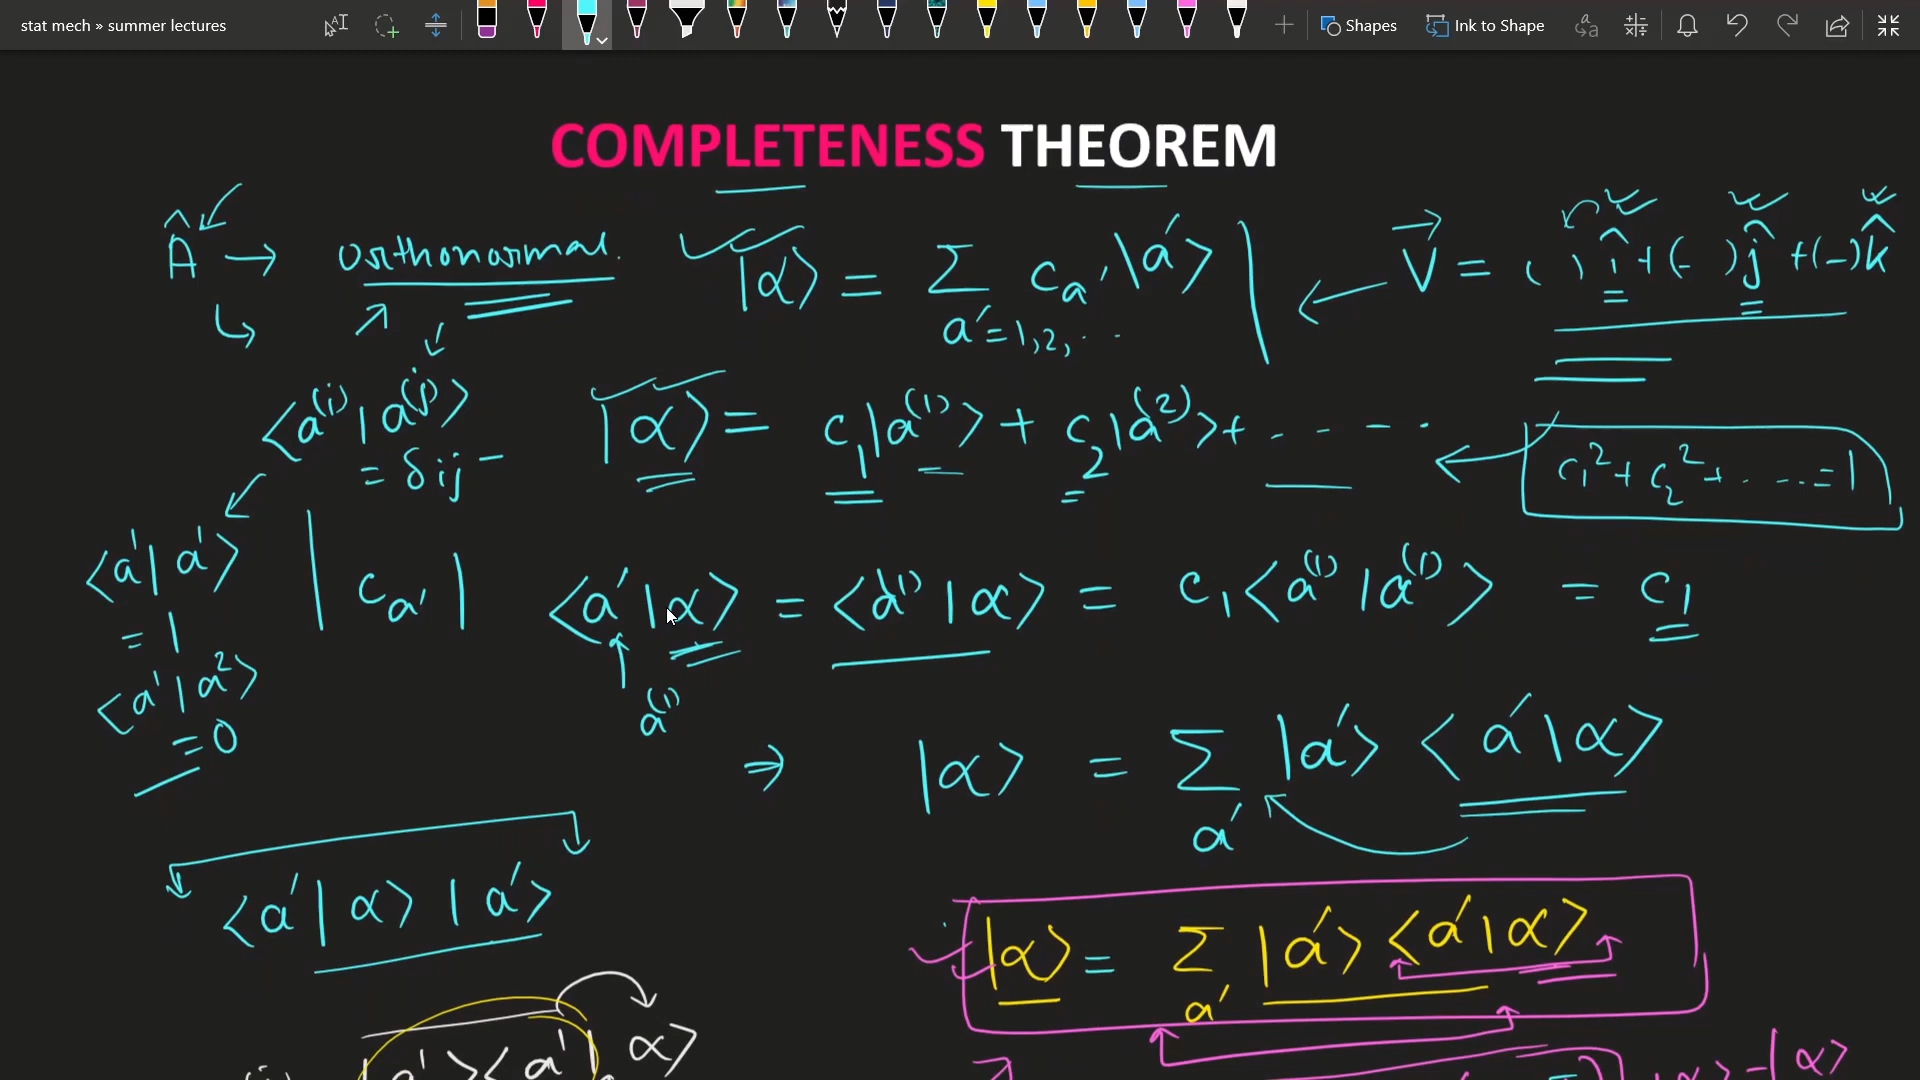 stat mech » summer lectures
Shapes
Ink to Shape
COMPLETENESS THEOREM
Â → orthonormal. |α⟩ = Σ c_a' |a'⟩
a' = 1, 2, ...
V⃗ = ( ) î + (- ) ĵ + (–) k̂
⟨a^(i) | a^(j)⟩
= δij
|α⟩ = c₁|a^(1)⟩ + c₂|a^(2)⟩ + - - - -
c₁² + c₂² + ..... = 1
⟨a' | a'⟩
= 1
⟨a' | a²⟩
= 0
| c_a' |
⟨a' | α⟩ = ⟨a^(1) | α⟩ = c₁ ⟨a^(1) | a^(1)⟩ = c₁
a^(1)
⇒ |α⟩ = Σ_a' |a'⟩ ⟨a' | α⟩
⟨a' | α⟩ | a'⟩
|α⟩ = Σ_a' |a'⟩ ⟨a' | α⟩
|a'⟩⟨a' | α⟩